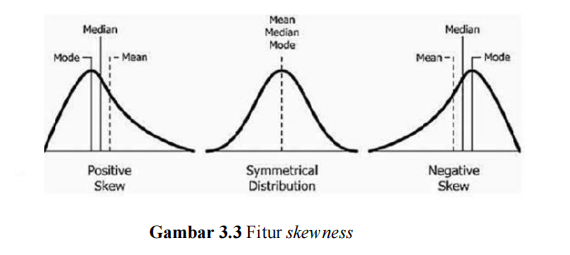 Median
Mode
Mean
Positive
Skew
Mean
Median
Mode
Symmetrical
Distribution
Median
Mean
Mode
Negative
Skew
Gambar 3.3 Fitur skewness